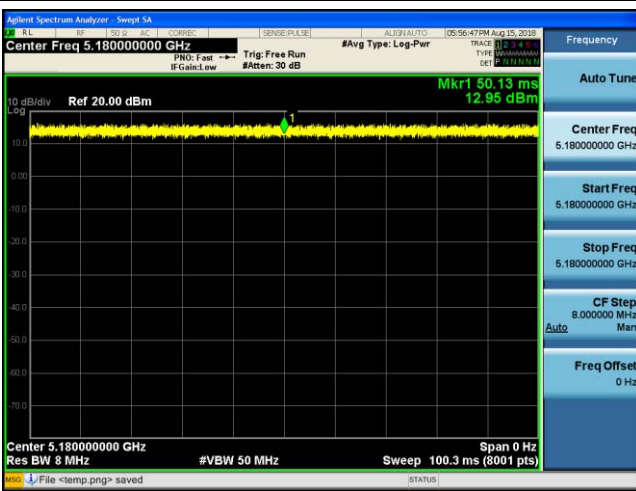 Agilent Spectrum Analyzer - Swept SA
RL RF 50 Ω AC CORREC SENSE:PULSE ALIGN AUTO 05:56:47 PM Aug 15, 2018
Center Freq 5.180000000 GHz
PNO: Fast
IFGain:Low
Trig: Free Run
#Atten: 30 dB
#Avg Type: Log-Pwr
TRACE 1 2 3 4 5 6
TYPE
DET P N N N N N
Mkr1 50.13 ms
12.95 dBm
10 dB/div Ref 20.00 dBm
Log
1
10.0
0.00
-10.0
-20.0
-30.0
-40.0
-50.0
-60.0
-70.0
Center 5.180000000 GHz Span 0 Hz
Res BW 8 MHz #VBW 50 MHz Sweep 100.3 ms (8001 pts)
MSG File <temp.png> saved STATUS
Frequency
Auto Tune
Center Freq
5.180000000 GHz
Start Freq
5.180000000 GHz
Stop Freq
5.180000000 GHz
CF Step
8.000000 MHz
Auto Man
Freq Offset
0 Hz